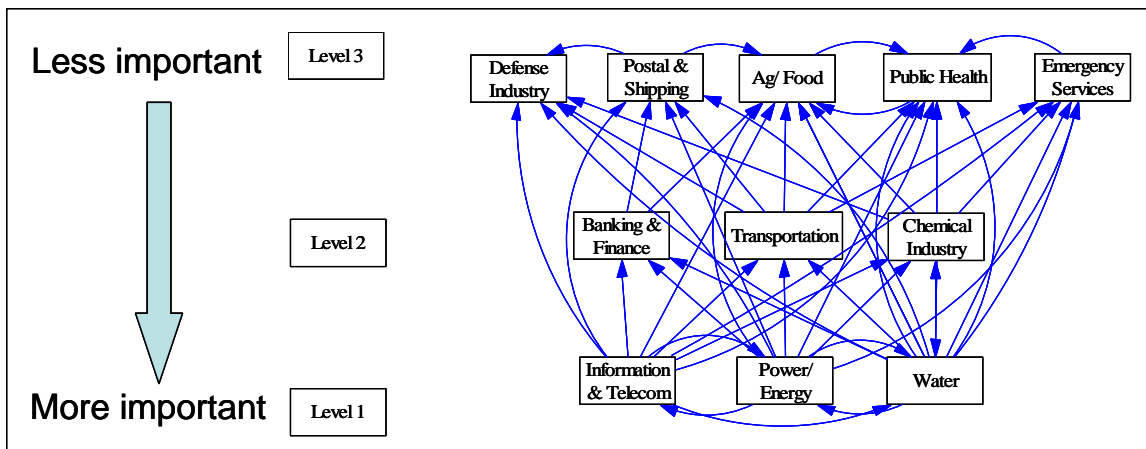 Less important
Level 3
Defense
Industry
Postal &
Shipping
Ag/ Food
Public Health
Emergency
Services
Level 2
Banking &
Finance
Transportation
Chemical
Industry
More important
Level 1
Information
& Telecom
Power/
Energy
Water